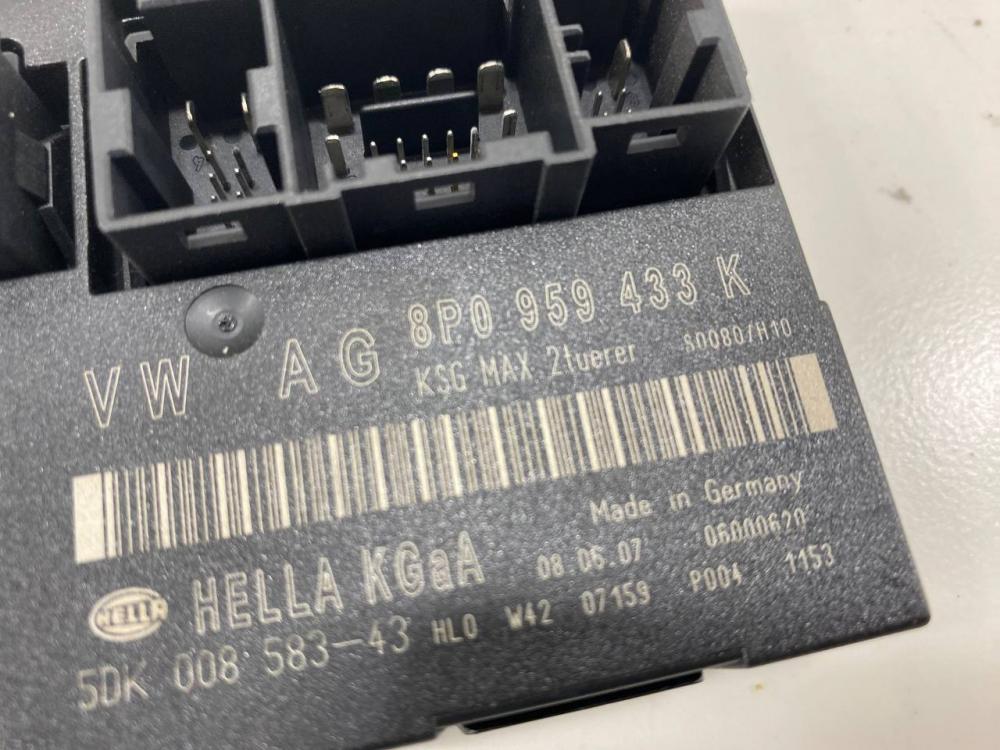 VW AG 8P0 959 433 K
KSG MAX 2tuerer S0080/H10
Made in Germany
HELLA KGaA 08.06.07 06000620
HELLA
5DK 008 583-43 HL0 W42 07159 P004 1153